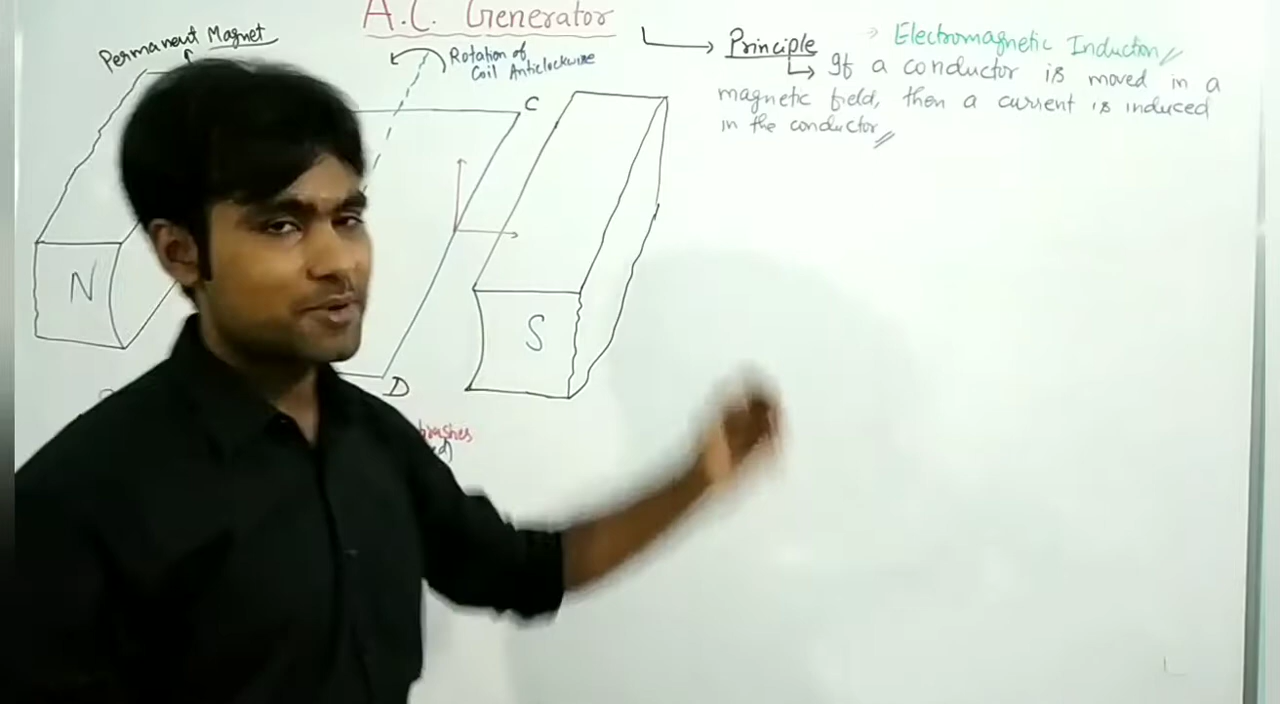 A.C. Generator
Permanent Magnet
Rotation of
Coil Anticlockwise
C
N
S
D
brushes
Principle
Electromagnetic Induction
If a conductor is moved in a
magnetic field, then a current is induced
in the conductor